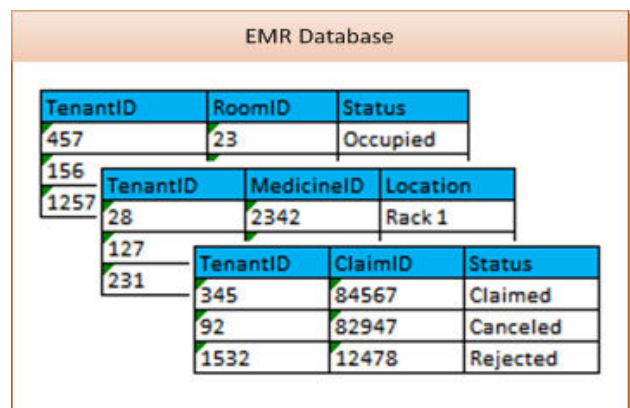 EMR Database
TenantID RoomID Status
457 23 Occupied
156
1257
TenantID MedicineID Location
28 2342 Rack 1
127
231
TenantID ClaimID Status
345 84567 Claimed
92 82947 Canceled
1532 12478 Rejected